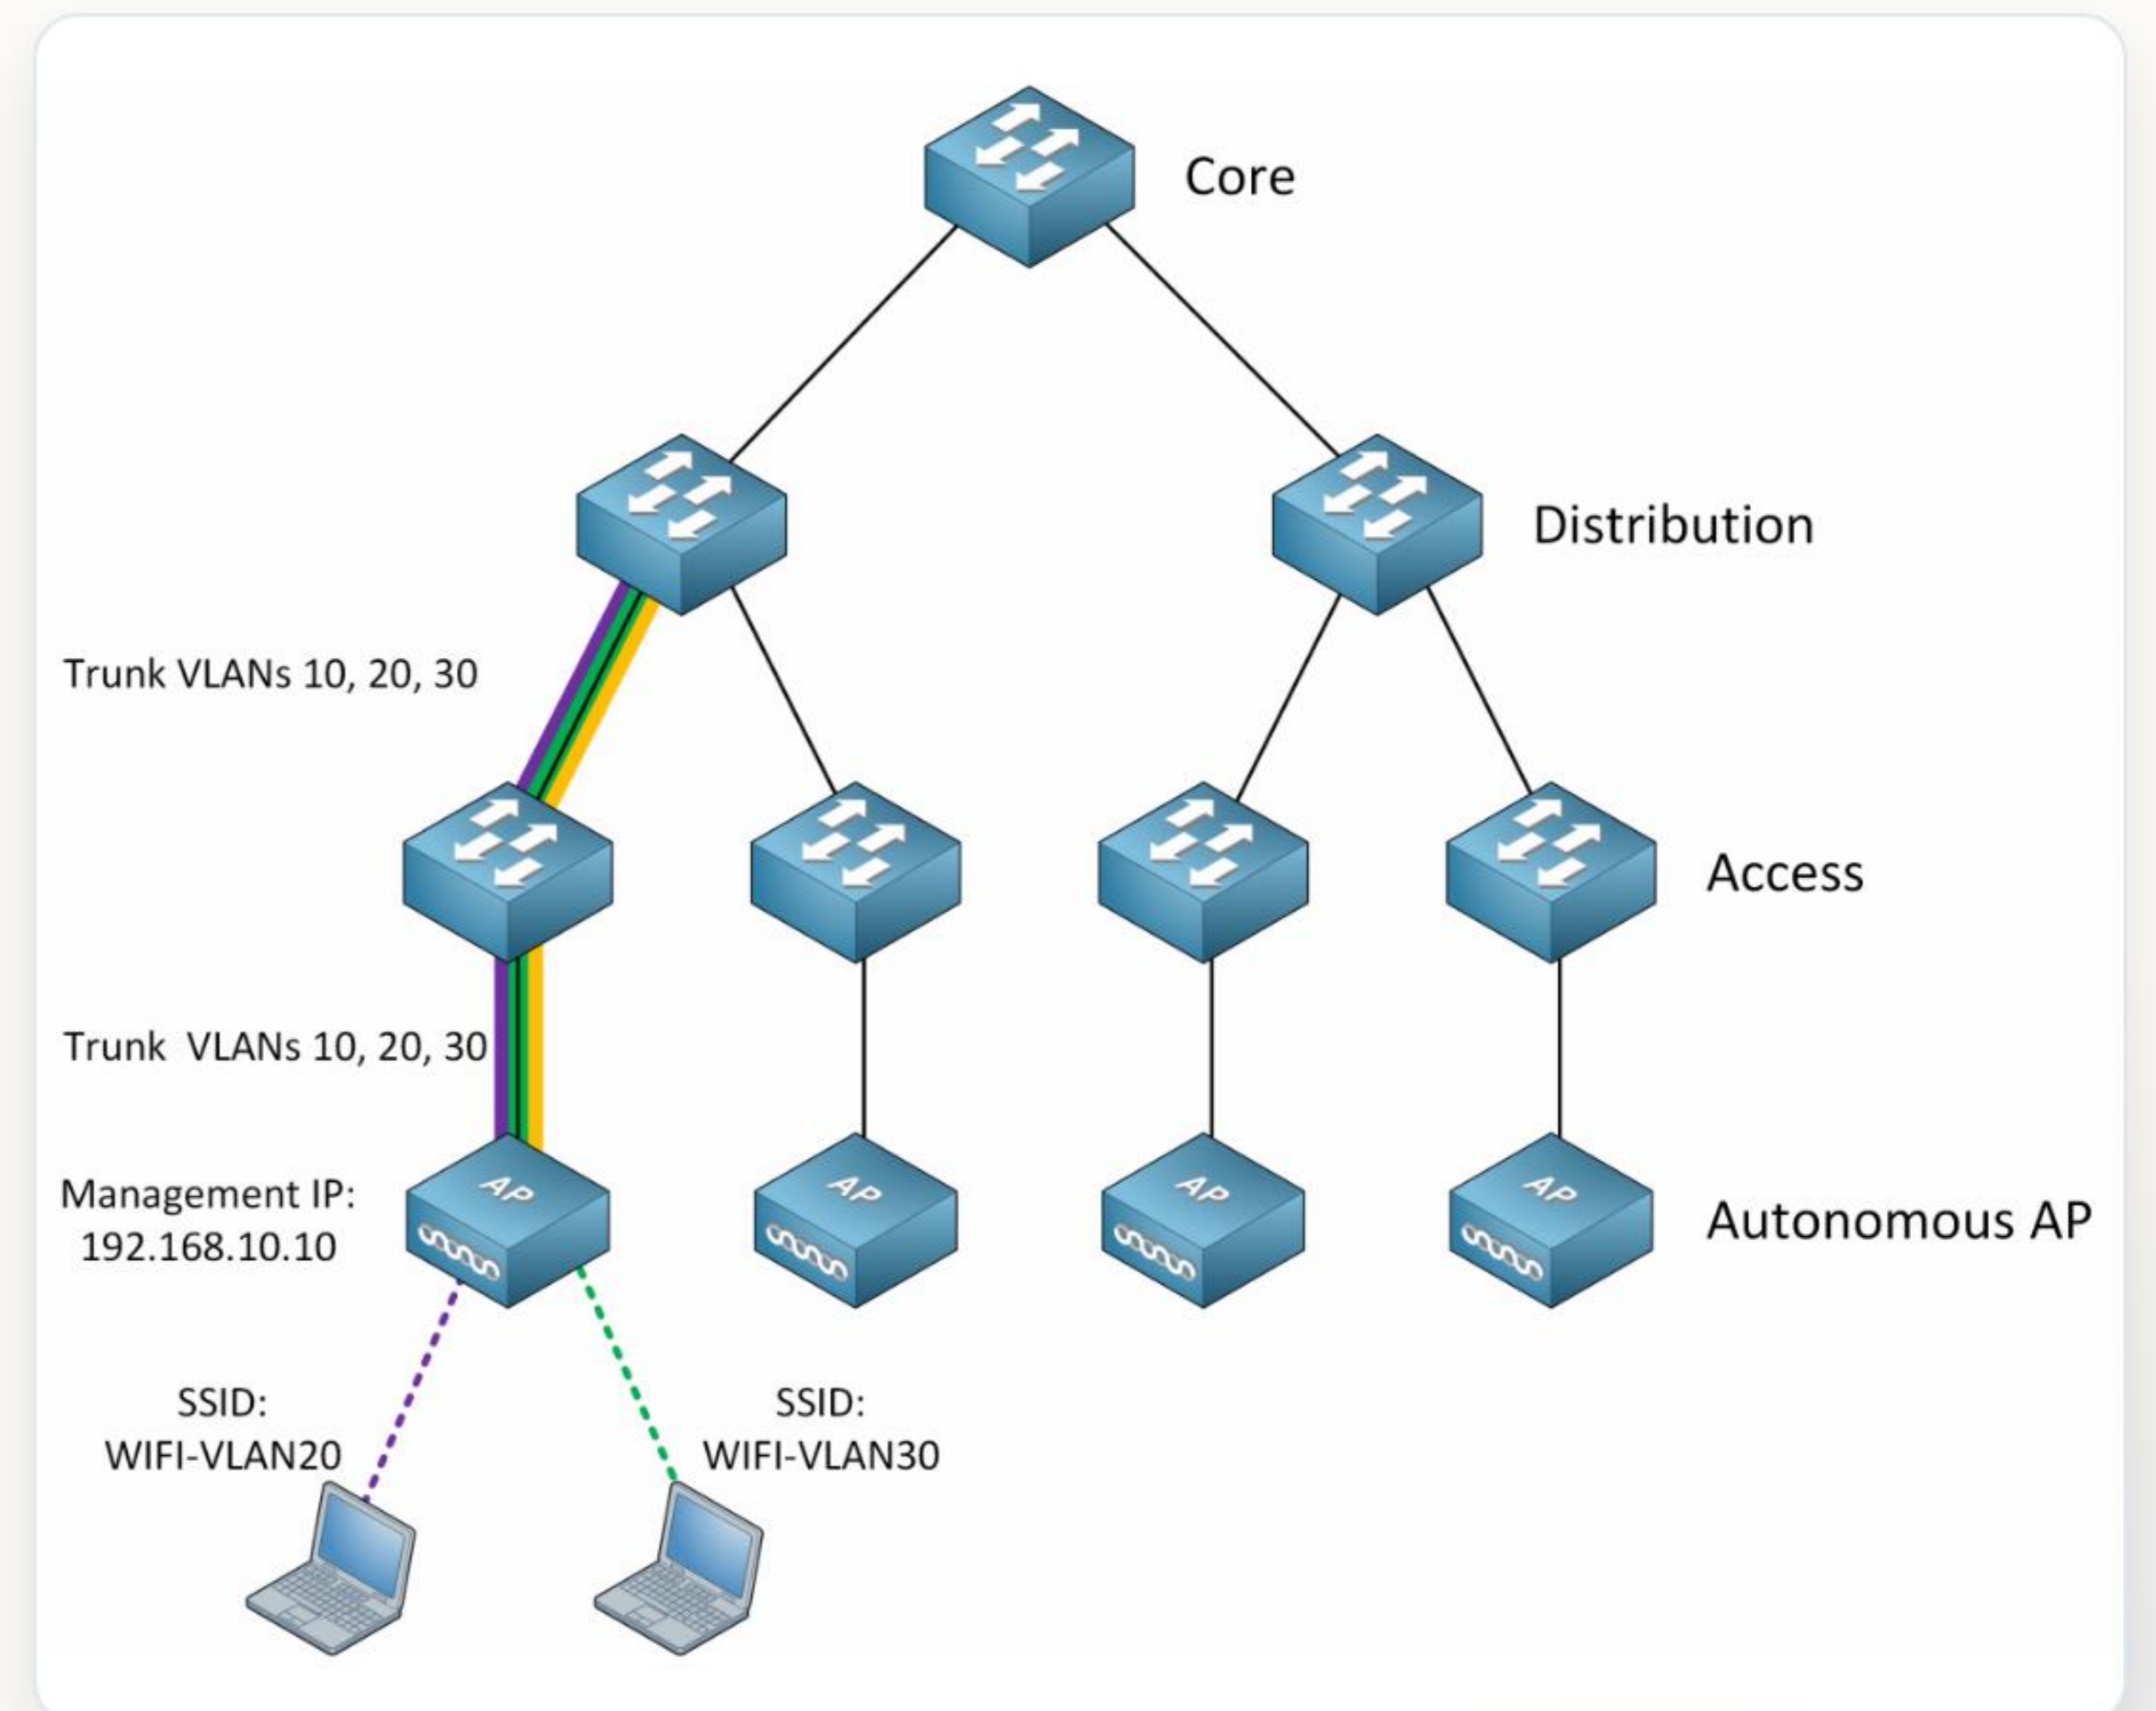 Core
Distribution
Trunk VLANs 10, 20, 30
Access
Trunk  VLANs 10, 20, 30
AP
AP
AP
AP
Management IP:
192.168.10.10
Autonomous AP
SSID:
WIFI-VLAN20
SSID:
WIFI-VLAN30